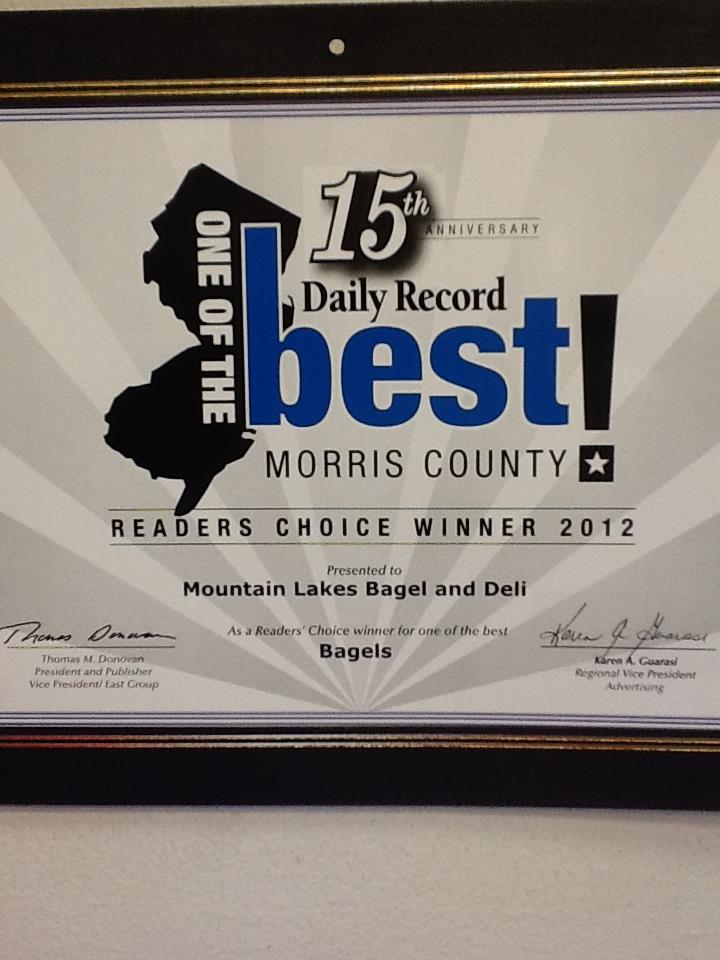 15th
ANNIVERSARY
ONE OF THE
Daily Record
best!
MORRIS COUNTY
READERS CHOICE WINNER 2012
Presented to
Mountain Lakes Bagel and Deli
As a Readers' Choice winner for one of the best
Bagels
Thomas M. Donovan
President and Publisher
Vice President/ East Group
Karen A. Guarasi
Regional Vice President
Advertising